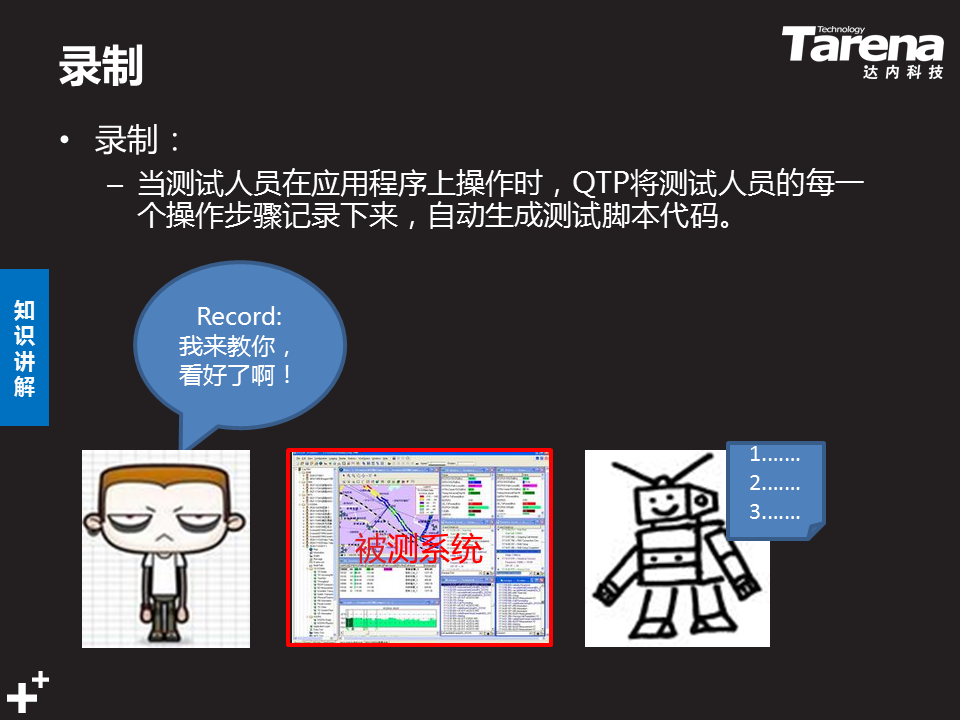 录制
Technology
Tarena
达内科技
• 录制：
– 当测试人员在应用程序上操作时，QTP将测试人员的每一
个操作步骤记录下来，自动生成测试脚本代码。
知识讲解
Record:
我来教你，
看好了啊！
被测系统
1.……
2.……
3.……